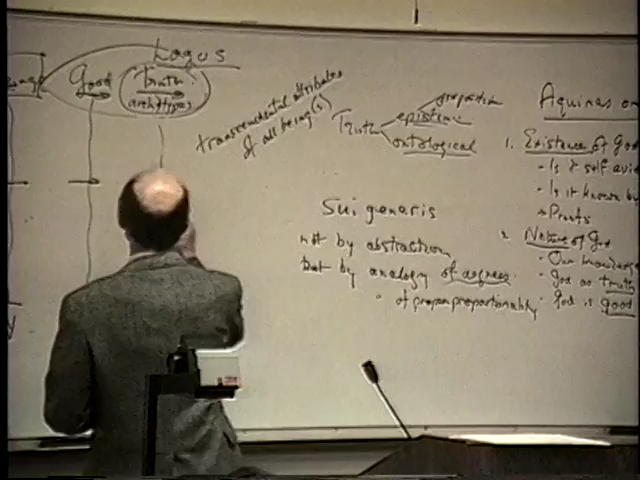 Logos
Good
Truth
archetypes
transcendental attributes
of all being(s)
Truth
epistemic
proposition
ontological
Sui generis
not by abstraction
but by analogy of degrees
" of proper proportionality
Aquinas on
1. Existence of God
- Is it self evid
- Is it known by
Proofs
2. Nature of God
- Our knowledge
- God as truth
- God is good